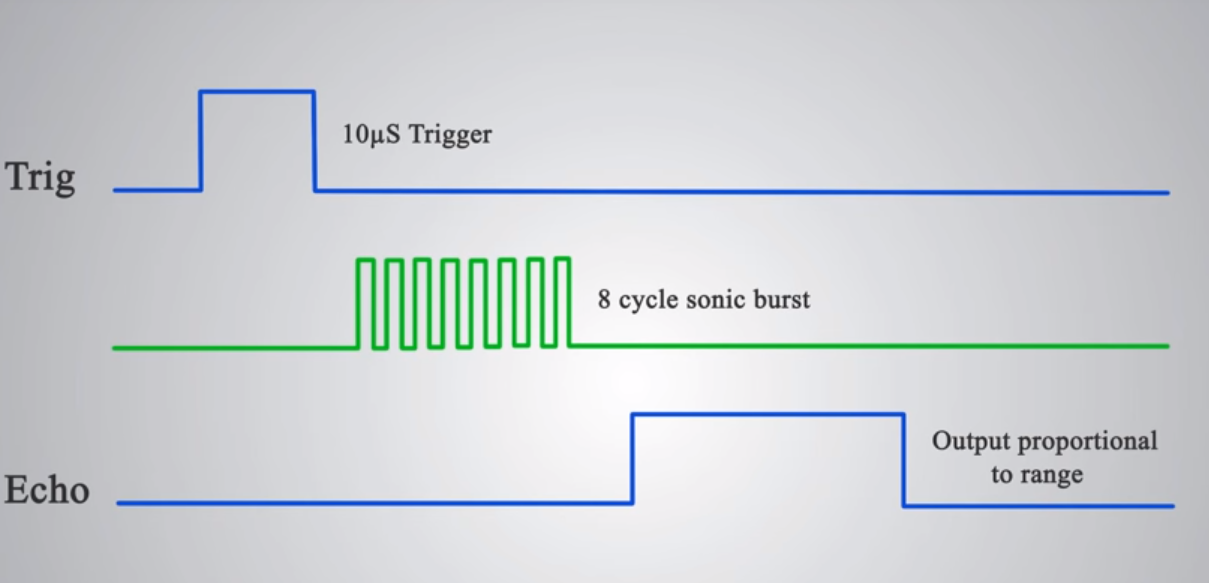 10µS Trigger
Trig
8 cycle sonic burst
Output proportional
to range
Echo